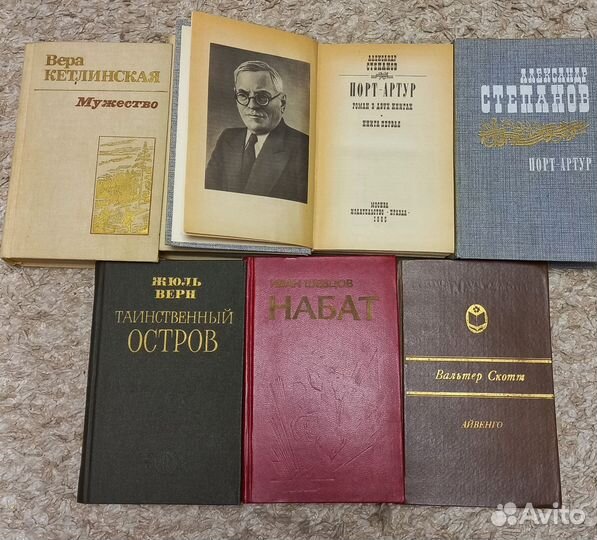 Вера
КЕТЛИНСКАЯ
Мужество
АЛЕКСАНДР
СТЕПАНОВ
ПОРТ-АРТУР
РОМАН В ДВУХ КНИГАХ
КНИГА ПЕРВАЯ
МОСКВА
ИЗДАТЕЛЬСТВО «ПРАВДА»
1985
АЛЕКСАНДР
СТЕПАНОВ
ПОРТ-АРТУР
ЖЮЛЬ
ВЕРН
ТАИНСТВЕННЫЙ
ОСТРОВ
ИВАН ШЕВЦОВ
НАБАТ
Вальтер Скотт
АЙВЕНГО
Avito